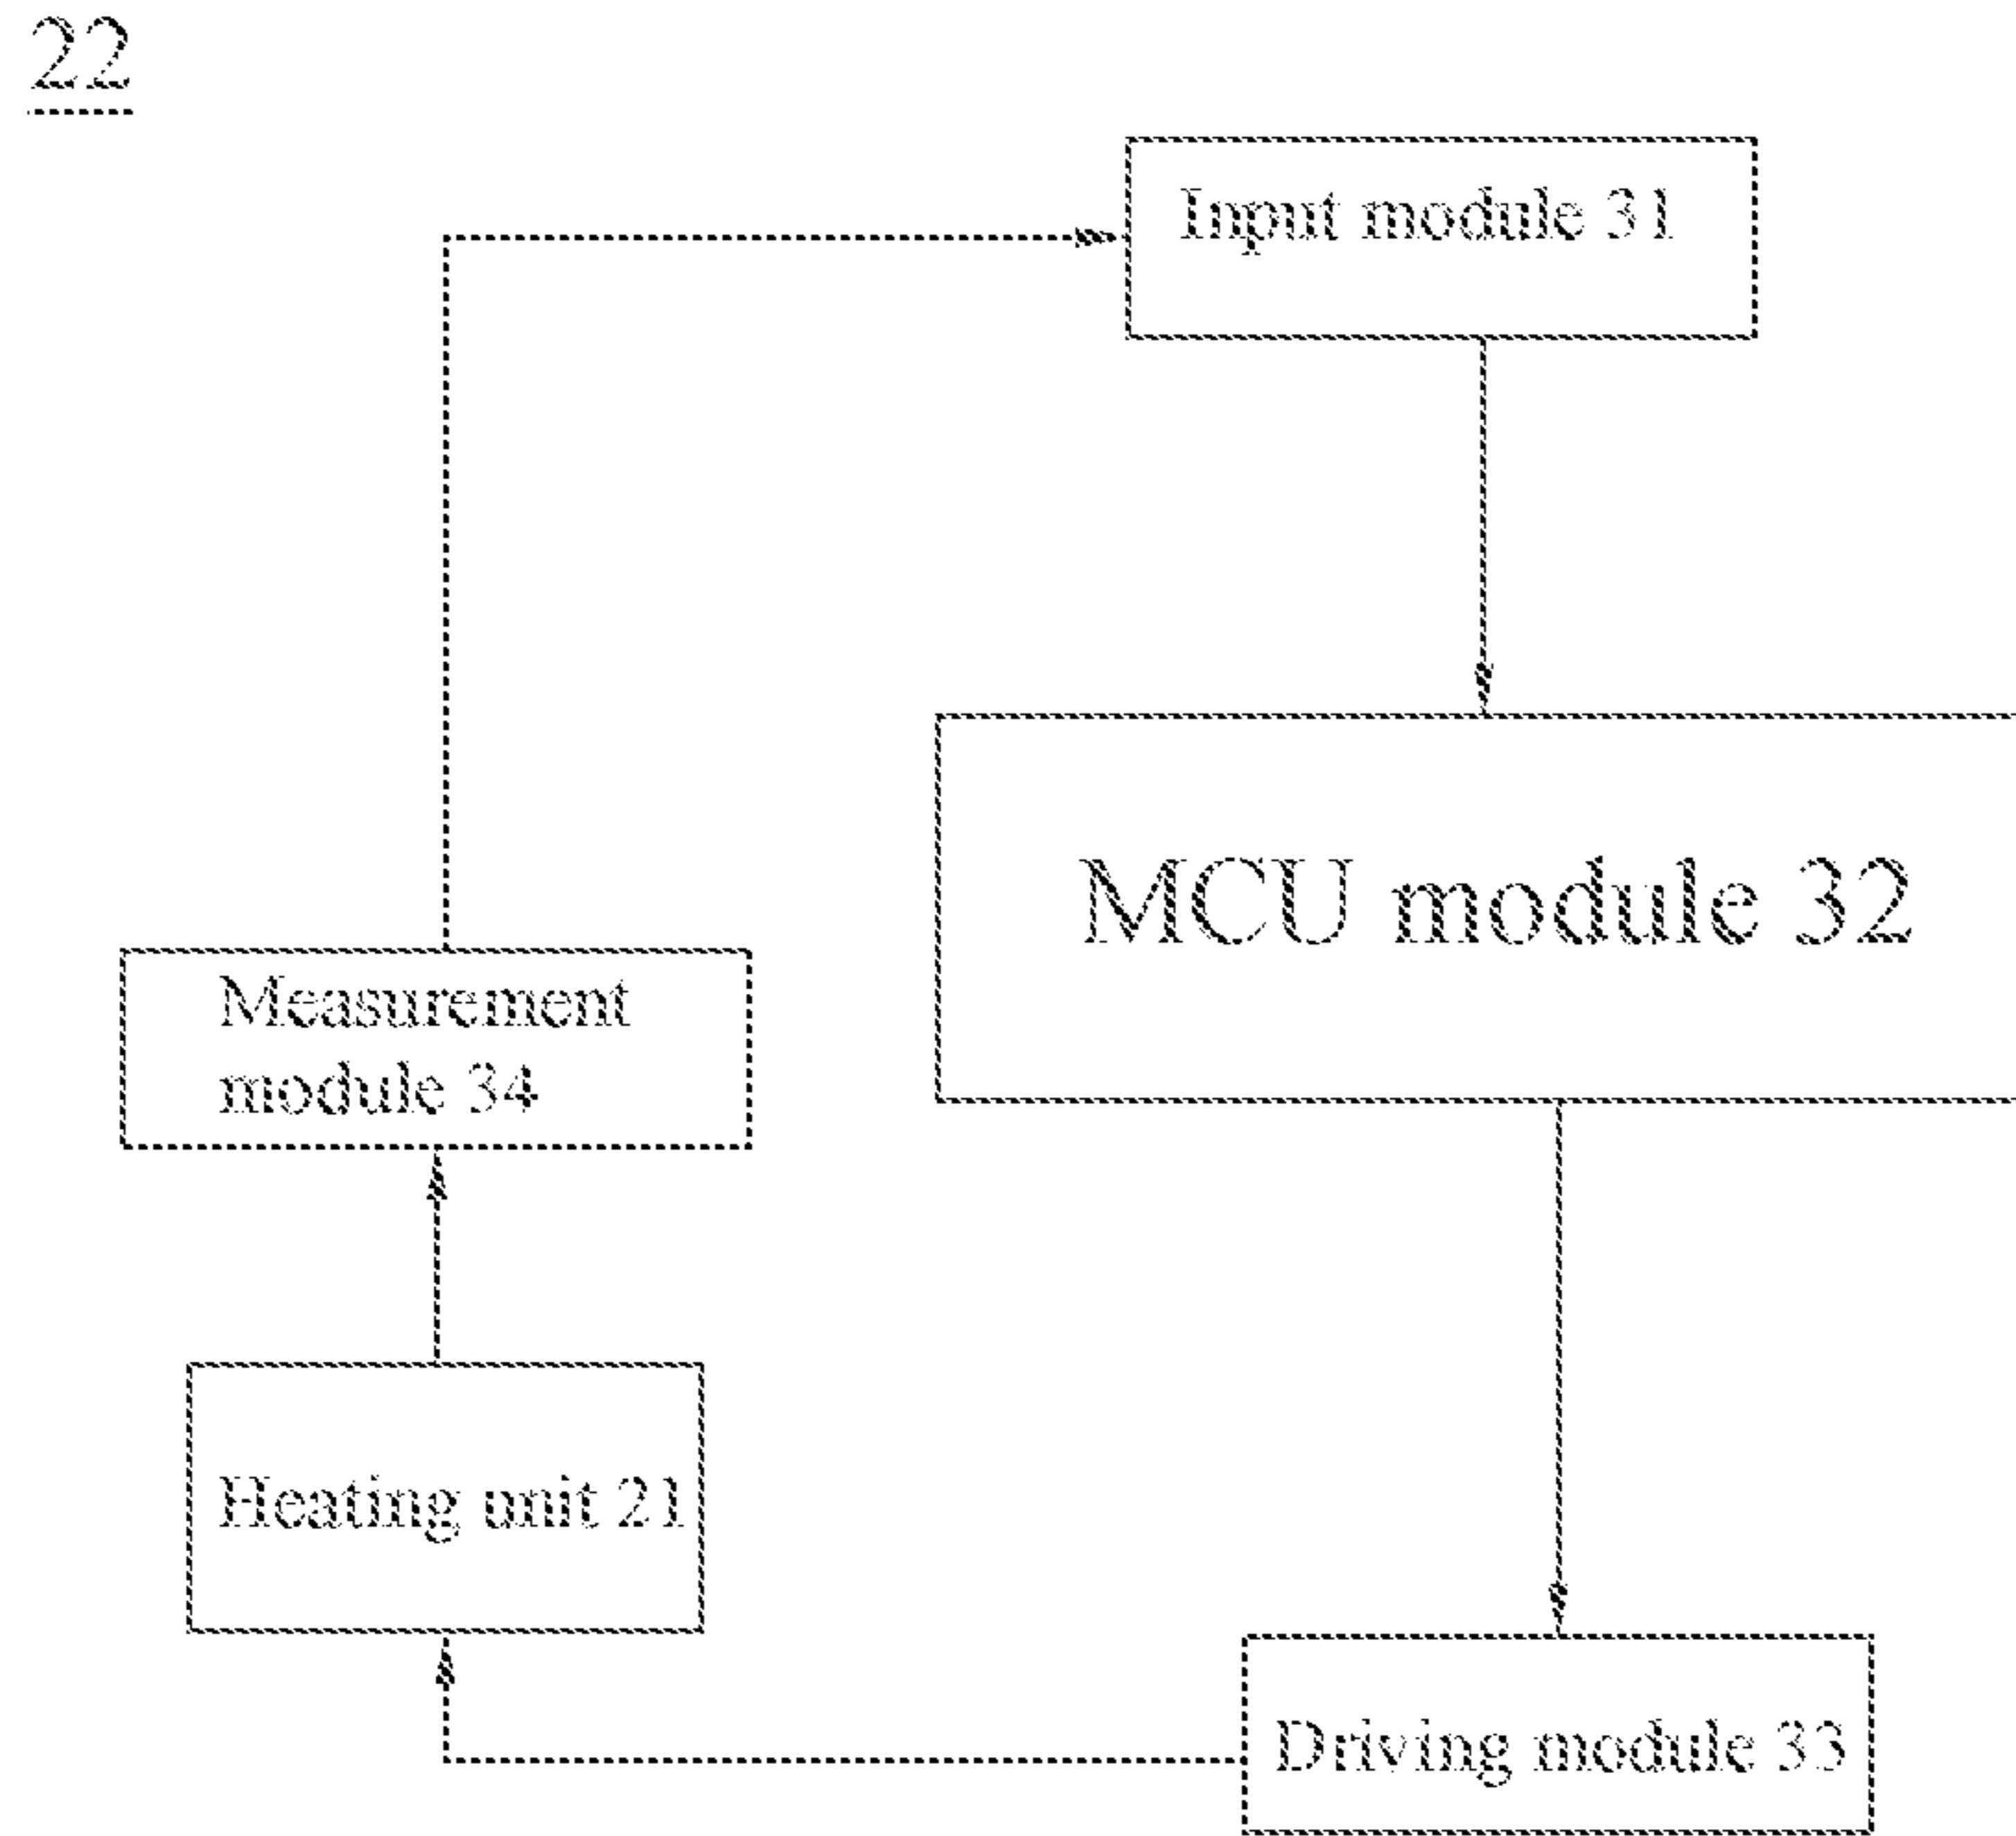 22
Input module 31
MCU module 32
Measurement
module 34
Heating unit 21
Driving module 33